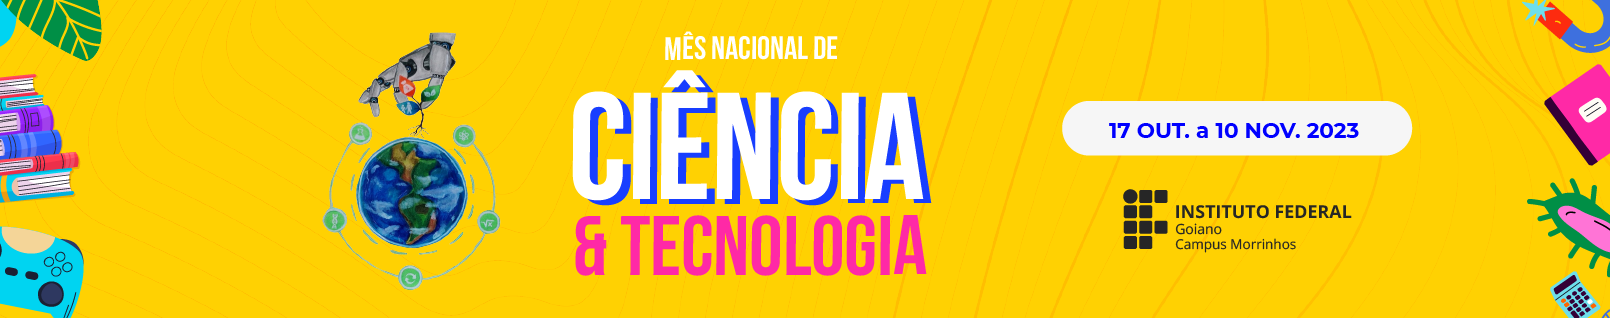 MÊS NACIONAL DE
CIÊNCIA
& TECNOLOGIA
17 OUT. a 10 NOV. 2023
INSTITUTO FEDERAL
Goiano
Campus Morrinhos